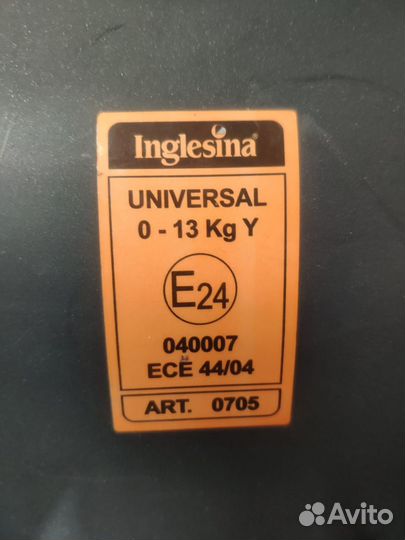 Inglesina®
UNIVERSAL
0 - 13 Kg Y
E24
040007
ECE 44/04
ART. 0705
Avito